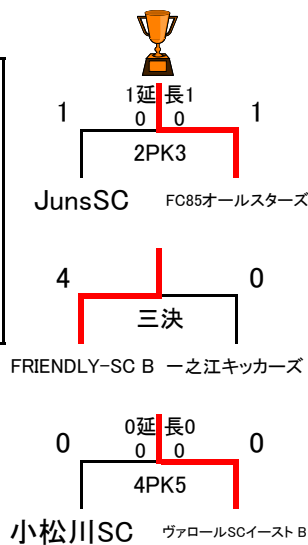 1延長1
1 0 0 1
2PK3
JunsSC FC85オールスターズ
4 0
三決
FRIENDLY-SC B 一之江キッカーズ
0延長0
0 0 0 0
4PK5
小松川SC ヴァロールSCイースト B